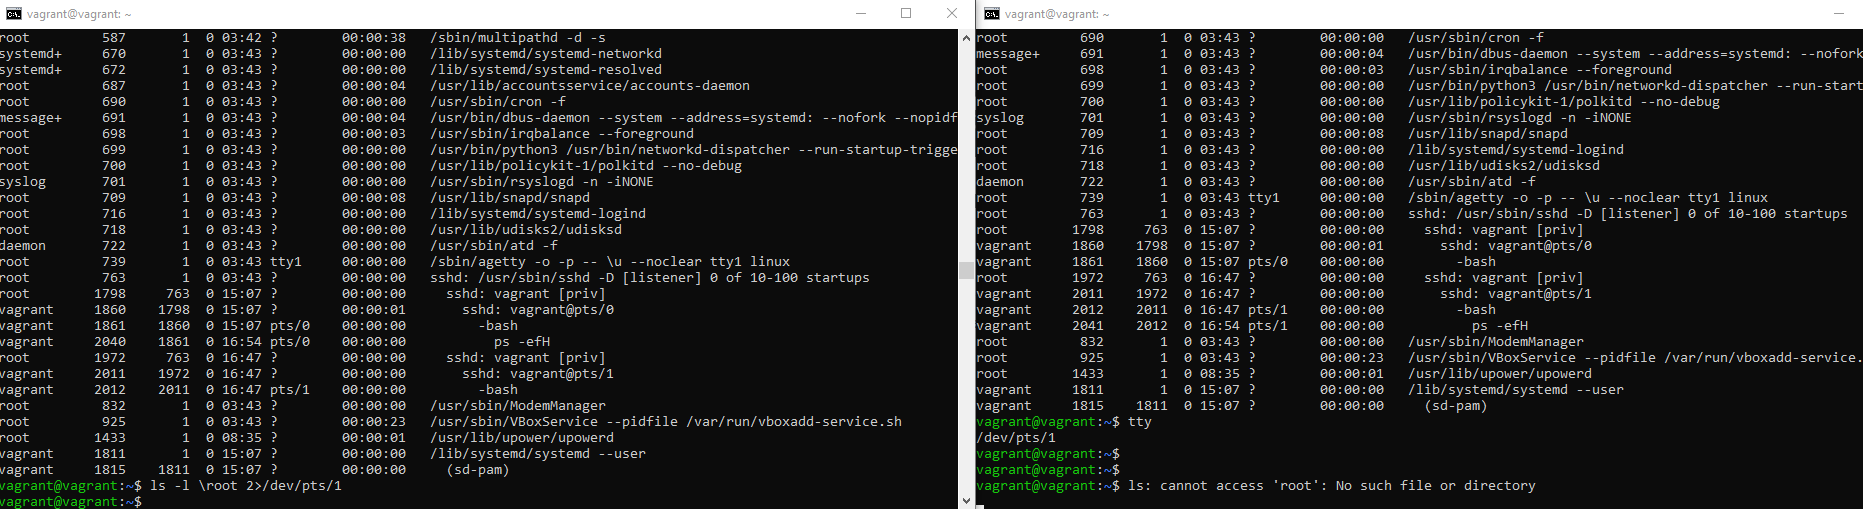 vagrant@vagrant: ~
root 587 1 0 03:42 ? 00:00:38 /sbin/multipathd -d -s
systemd+ 670 1 0 03:43 ? 00:00:00 /lib/systemd/systemd-networkd
systemd+ 672 1 0 03:43 ? 00:00:00 /lib/systemd/systemd-resolved
root 687 1 0 03:43 ? 00:00:04 /usr/lib/accountsservice/accounts-daemon
root 690 1 0 03:43 ? 00:00:00 /usr/sbin/cron -f
message+ 691 1 0 03:43 ? 00:00:04 /usr/bin/dbus-daemon --system --address=systemd: --nofork --nopidf
root 698 1 0 03:43 ? 00:00:03 /usr/sbin/irqbalance --foreground
root 699 1 0 03:43 ? 00:00:00 /usr/bin/python3 /usr/bin/networkd-dispatcher --run-startup-trigge
root 700 1 0 03:43 ? 00:00:00 /usr/lib/policykit-1/polkitd --no-debug
syslog 701 1 0 03:43 ? 00:00:00 /usr/sbin/rsyslogd -n -iNONE
root 709 1 0 03:43 ? 00:00:08 /usr/lib/snapd/snapd
root 716 1 0 03:43 ? 00:00:00 /lib/systemd/systemd-logind
root 718 1 0 03:43 ? 00:00:00 /usr/lib/udisks2/udisksd
daemon 722 1 0 03:43 ? 00:00:00 /usr/sbin/atd -f
root 739 1 0 03:43 tty1 00:00:00 /sbin/agetty -o -p -- \u --noclear tty1 linux
root 763 1 0 03:43 ? 00:00:00 sshd: /usr/sbin/sshd -D [listener] 0 of 10-100 startups
root 1798 763 0 15:07 ? 00:00:00 sshd: vagrant [priv]
vagrant 1860 1798 0 15:07 ? 00:00:01 sshd: vagrant@pts/0
vagrant 1861 1860 0 15:07 pts/0 00:00:00 -bash
vagrant 2040 1861 0 16:54 pts/0 00:00:00 ps -efH
root 1972 763 0 16:47 ? 00:00:00 sshd: vagrant [priv]
vagrant 2011 1972 0 16:47 ? 00:00:00 sshd: vagrant@pts/1
vagrant 2012 2011 0 16:47 pts/1 00:00:00 -bash
root 832 1 0 03:43 ? 00:00:00 /usr/sbin/ModemManager
root 925 1 0 03:43 ? 00:00:23 /usr/sbin/VBoxService --pidfile /var/run/vboxadd-service.sh
root 1433 1 0 08:35 ? 00:00:01 /usr/lib/upower/upowerd
vagrant 1811 1 0 15:07 ? 00:00:00 /lib/systemd/systemd --user
vagrant 1815 1811 0 15:07 ? 00:00:00 (sd-pam)
vagrant@vagrant:~$ ls -l \root 2>/dev/pts/1
vagrant@vagrant:~$
vagrant@vagrant: ~
root 690 1 0 03:43 ? 00:00:00 /usr/sbin/cron -f
message+ 691 1 0 03:43 ? 00:00:04 /usr/bin/dbus-daemon --system --address=systemd: --nofork
root 698 1 0 03:43 ? 00:00:03 /usr/sbin/irqbalance --foreground
root 699 1 0 03:43 ? 00:00:00 /usr/bin/python3 /usr/bin/networkd-dispatcher --run-start
root 700 1 0 03:43 ? 00:00:00 /usr/lib/policykit-1/polkitd --no-debug
syslog 701 1 0 03:43 ? 00:00:00 /usr/sbin/rsyslogd -n -iNONE
root 709 1 0 03:43 ? 00:00:08 /usr/lib/snapd/snapd
root 716 1 0 03:43 ? 00:00:00 /lib/systemd/systemd-logind
root 718 1 0 03:43 ? 00:00:00 /usr/lib/udisks2/udisksd
daemon 722 1 0 03:43 ? 00:00:00 /usr/sbin/atd -f
root 739 1 0 03:43 tty1 00:00:00 /sbin/agetty -o -p -- \u --noclear tty1 linux
root 763 1 0 03:43 ? 00:00:00 sshd: /usr/sbin/sshd -D [listener] 0 of 10-100 startups
root 1798 763 0 15:07 ? 00:00:00 sshd: vagrant [priv]
vagrant 1860 1798 0 15:07 ? 00:00:01 sshd: vagrant@pts/0
vagrant 1861 1860 0 15:07 pts/0 00:00:00 -bash
root 1972 763 0 16:47 ? 00:00:00 sshd: vagrant [priv]
vagrant 2011 1972 0 16:47 ? 00:00:00 sshd: vagrant@pts/1
vagrant 2012 2011 0 16:47 pts/1 00:00:00 -bash
vagrant 2041 2012 0 16:54 pts/1 00:00:00 ps -efH
root 832 1 0 03:43 ? 00:00:00 /usr/sbin/ModemManager
root 925 1 0 03:43 ? 00:00:23 /usr/sbin/VBoxService --pidfile /var/run/vboxadd-service.
root 1433 1 0 08:35 ? 00:00:01 /usr/lib/upower/upowerd
vagrant 1811 1 0 15:07 ? 00:00:00 /lib/systemd/systemd --user
vagrant 1815 1811 0 15:07 ? 00:00:00 (sd-pam)
vagrant@vagrant:~$ tty
/dev/pts/1
vagrant@vagrant:~$
vagrant@vagrant:~$
vagrant@vagrant:~$ ls: cannot access 'root': No such file or directory